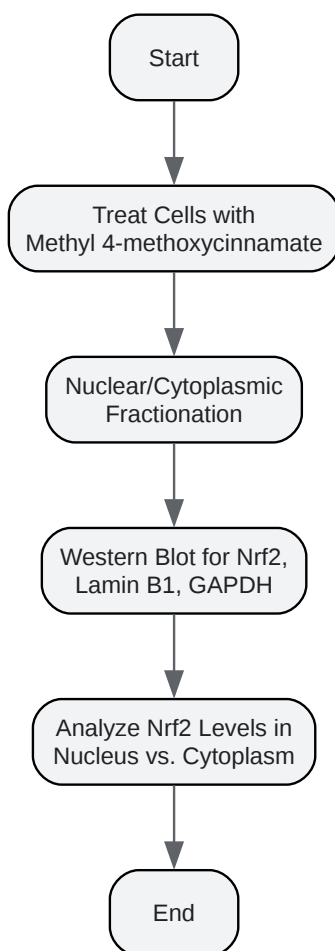 Start
Treat Cells with
Methyl 4-methoxycinnamate
Nuclear/Cytoplasmic
Fractionation
Western Blot for Nrf2,
Lamin B1, GAPDH
Analyze Nrf2 Levels in
Nucleus vs. Cytoplasm
End